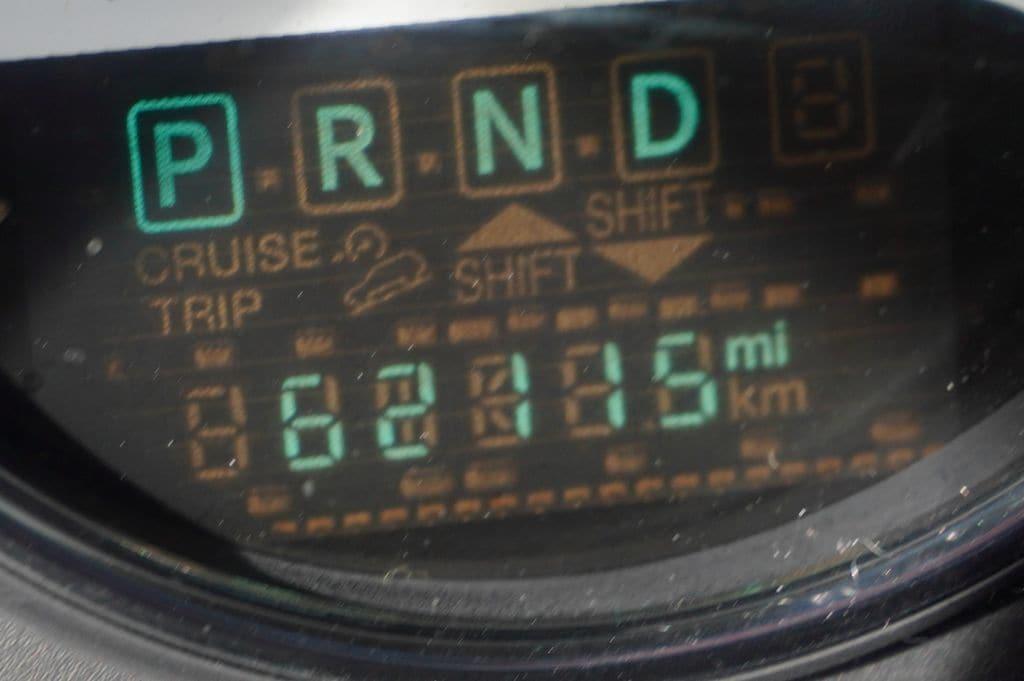 P R N D
SHIFT
CRUISE SHIFT
TRIP
62115 mi
km